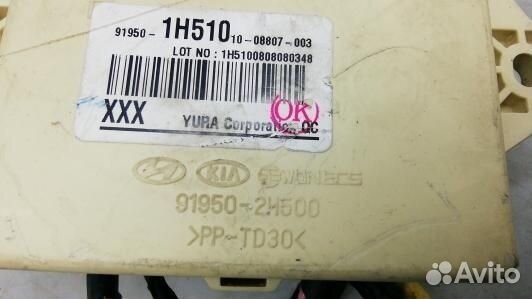 91950- 1H510 10-08807-003
LOT NO : 1H5100808080348
XXX
OK
YURA Corporation QC
KIA
91950-2H500
>PP-TD30<
Avito